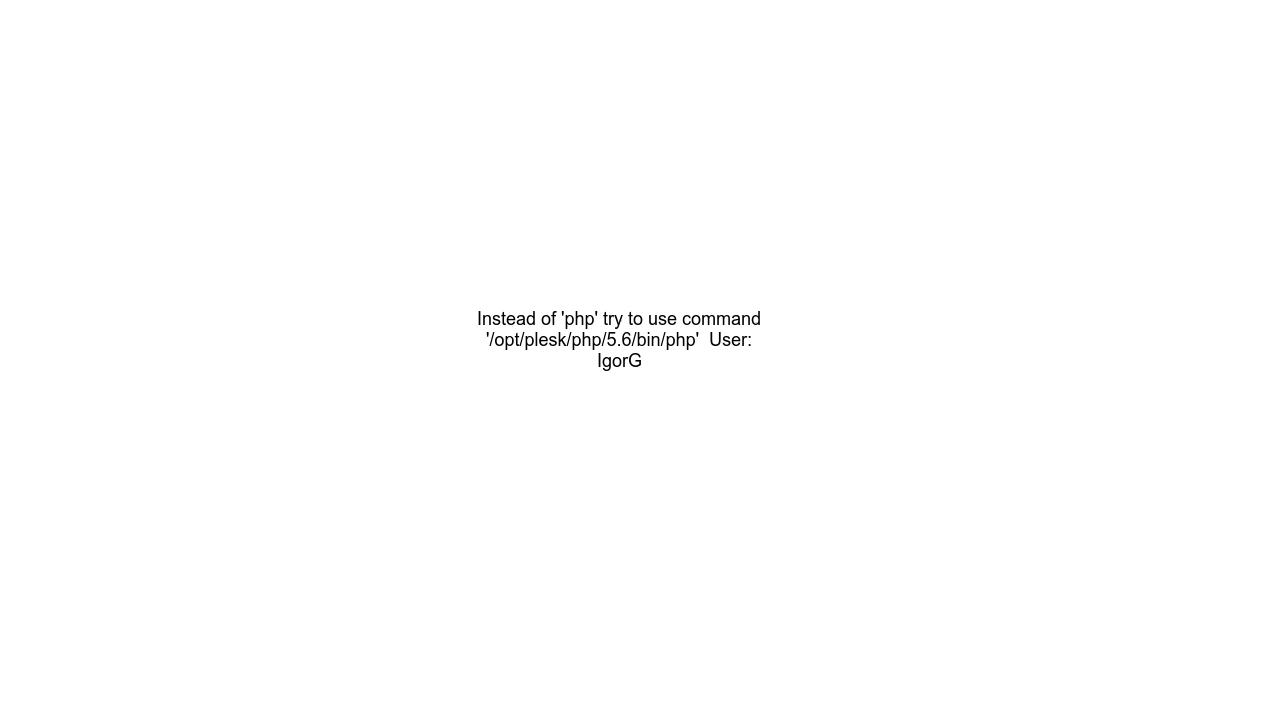 Instead of 'php' try to use command
'/opt/plesk/php/5.6/bin/php'  User:
IgorG